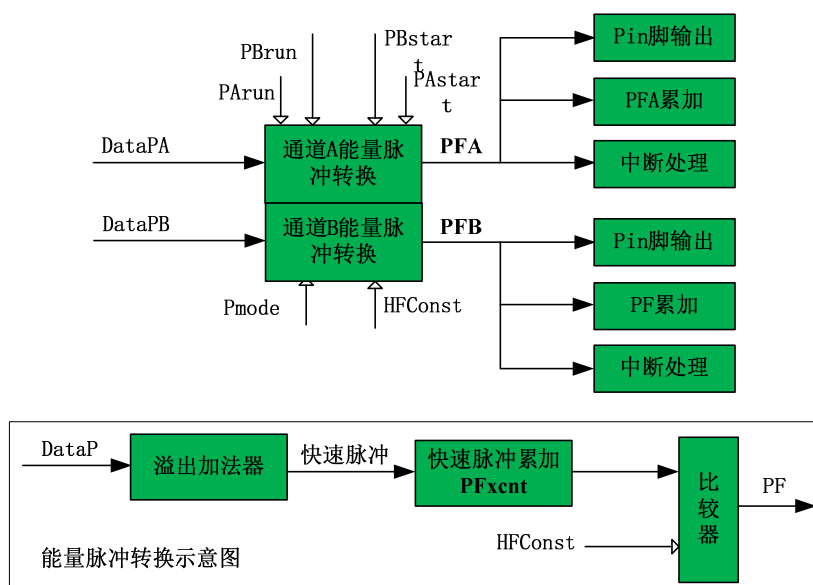 PBrun
PBstar
t
PArun
PAstar
t
DataPA
通道A能量脉
冲转换
PFA
Pin脚输出
PFA累加
中断处理
DataPB
通道B能量脉
冲转换
PFB
Pin脚输出
PF累加
中断处理
Pmode
HFConst
DataP
溢出加法器
快速脉冲
快速脉冲累加
PFxcnt
比
较
器
PF
HFConst
能量脉冲转换示意图